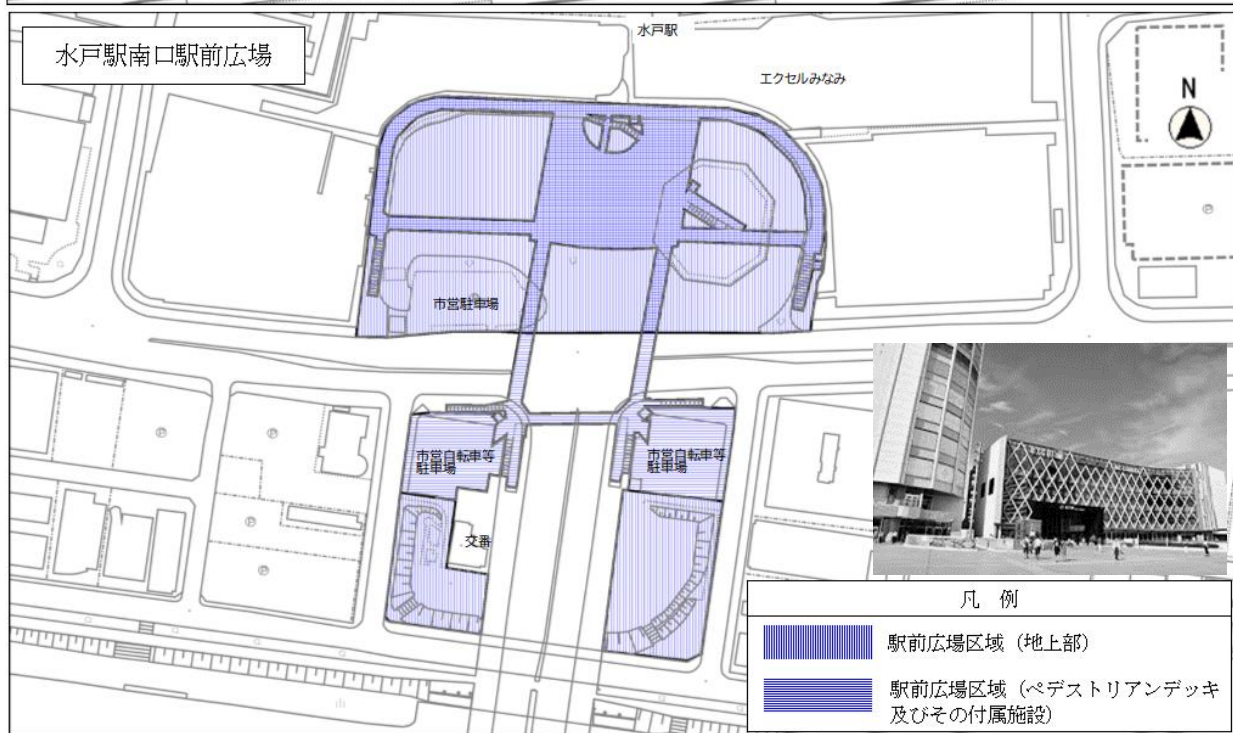 水戸駅
水戸駅南口駅前広場
エクセルみなみ
N
P
市営駐車場
市営自転車等
駐車場
市営自転車等
駐車場
P
P
P
P
交番
凡 例
駅前広場区域（地上部）
駅前広場区域（ペデストリアンデッキ
及びその付属施設）